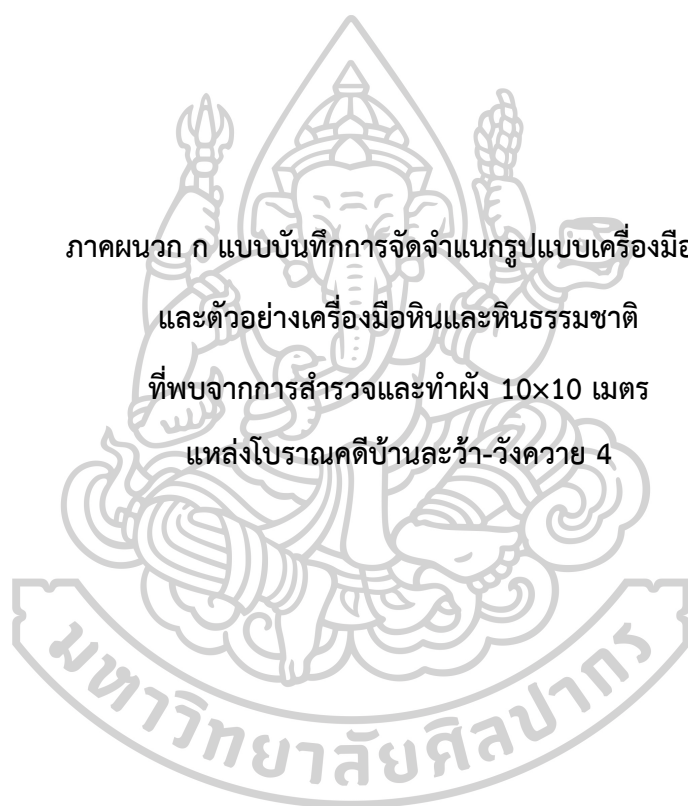 ภาคผนวก ก แบบบันทึกการจัดจำแนกรูปแบบเครื่องมือ
และตัวอย่างเครื่องมือหินและหินธรรมชาติ
ที่พบจากการสำรวจและทำผัง 10×10 เมตร
แหล่งโบราณคดีบ้านละว้า-วังควาย 4
มหาวิทยาลัยศิลปากร